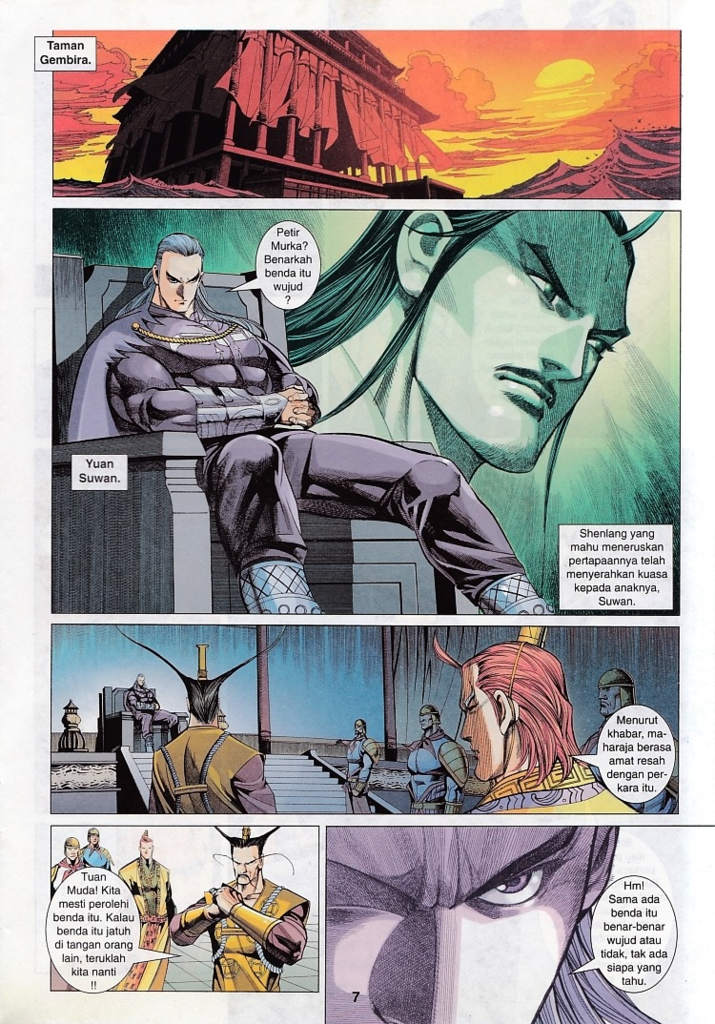 Taman
Gembira.
Petir
Murka?
Benarkah
benda itu
wujud
?
Yuan
Suwan.
Shenlang yang
mahu meneruskan
pertapaannya telah
menyerahkan kuasa
kepada anaknya,
Suwan.
Menurut
khabar, ma-
haraja berasa
amat resah
dengan per-
kara itu.
Tuan
Muda! Kita
mesti perolehi
benda itu. Kalau
benda itu jatuh
di tangan orang
lain, teruklah
kita nanti
!!
Hm!
Sama ada
benda itu
benar-benar
wujud atau
tidak, tak ada
siapa yang
tahu.
7